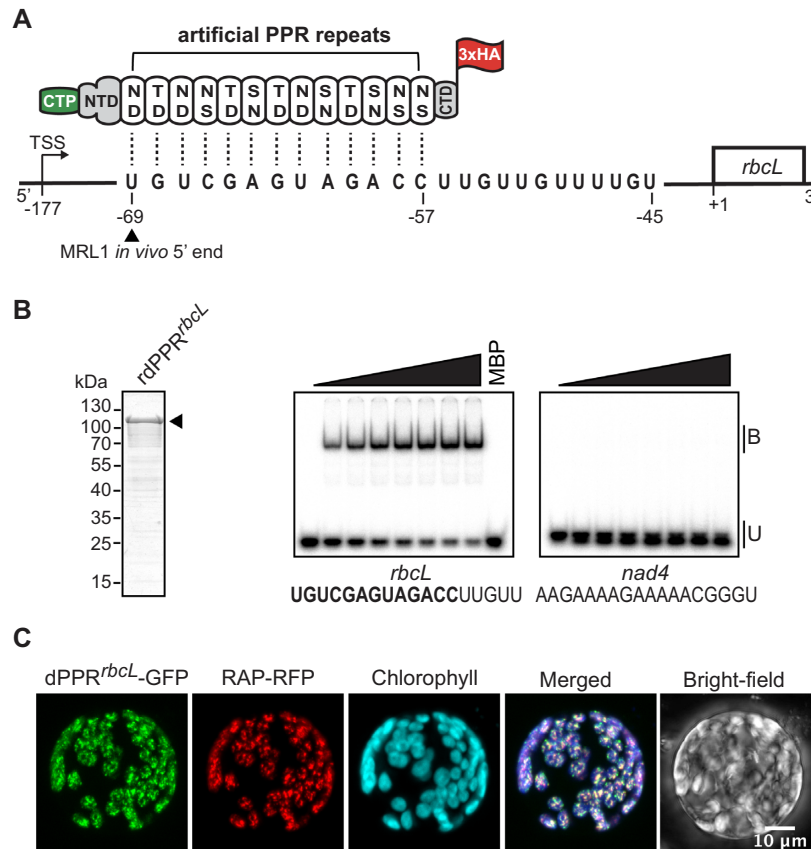 A
artificial PPR repeats
3xHA
CTP NTD N T N N T S T N S T S N N CTD
D D D S D N D D N D N S S
TSS
U G U C G A G U A G A C C U U G U U G U U U U G U
rbcL
5'
-177
-69
-57
-45
+1
3
MRL1 in vivo 5' end
B
rdPPRrbcL
kDa
130
100
70
55
40
35
25
15
MBP
B
U
rbcL
nad4
UGUCGAGUAGACCUUGUU
AAGAAAAGAAAAACGGGU
C
dPPRrbcL-GFP
RAP-RFP
Chlorophyll
Merged
Bright-field
10 µm